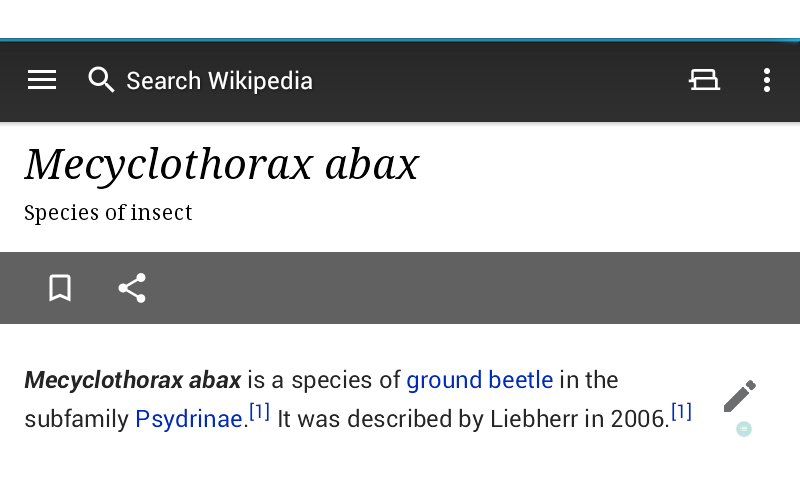 Search Wikipedia
Mecyclothorax abax
Species of insect
Mecyclothorax abax is a species of ground beetle in the
subfamily Psydrinae.[1] It was described by Liebherr in 2006.[1]